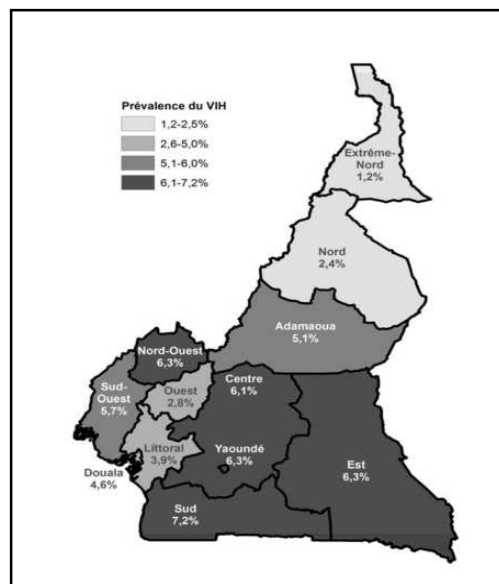 Prévalence du VIH
1,2-2,5%
2,6-5,0%
5,1-6,0%
6,1-7,2%
Extrême-
Nord
1,2%
Nord
2,4%
Adamaoua
5,1%
Nord-Ouest
6,3%
Sud-
Ouest
5,7%
Ouest
2,8%
Centre
6,1%
Littoral
3,9%
Yaoundé
6,3%
Douala
4,6%
Est
6,3%
Sud
7,2%